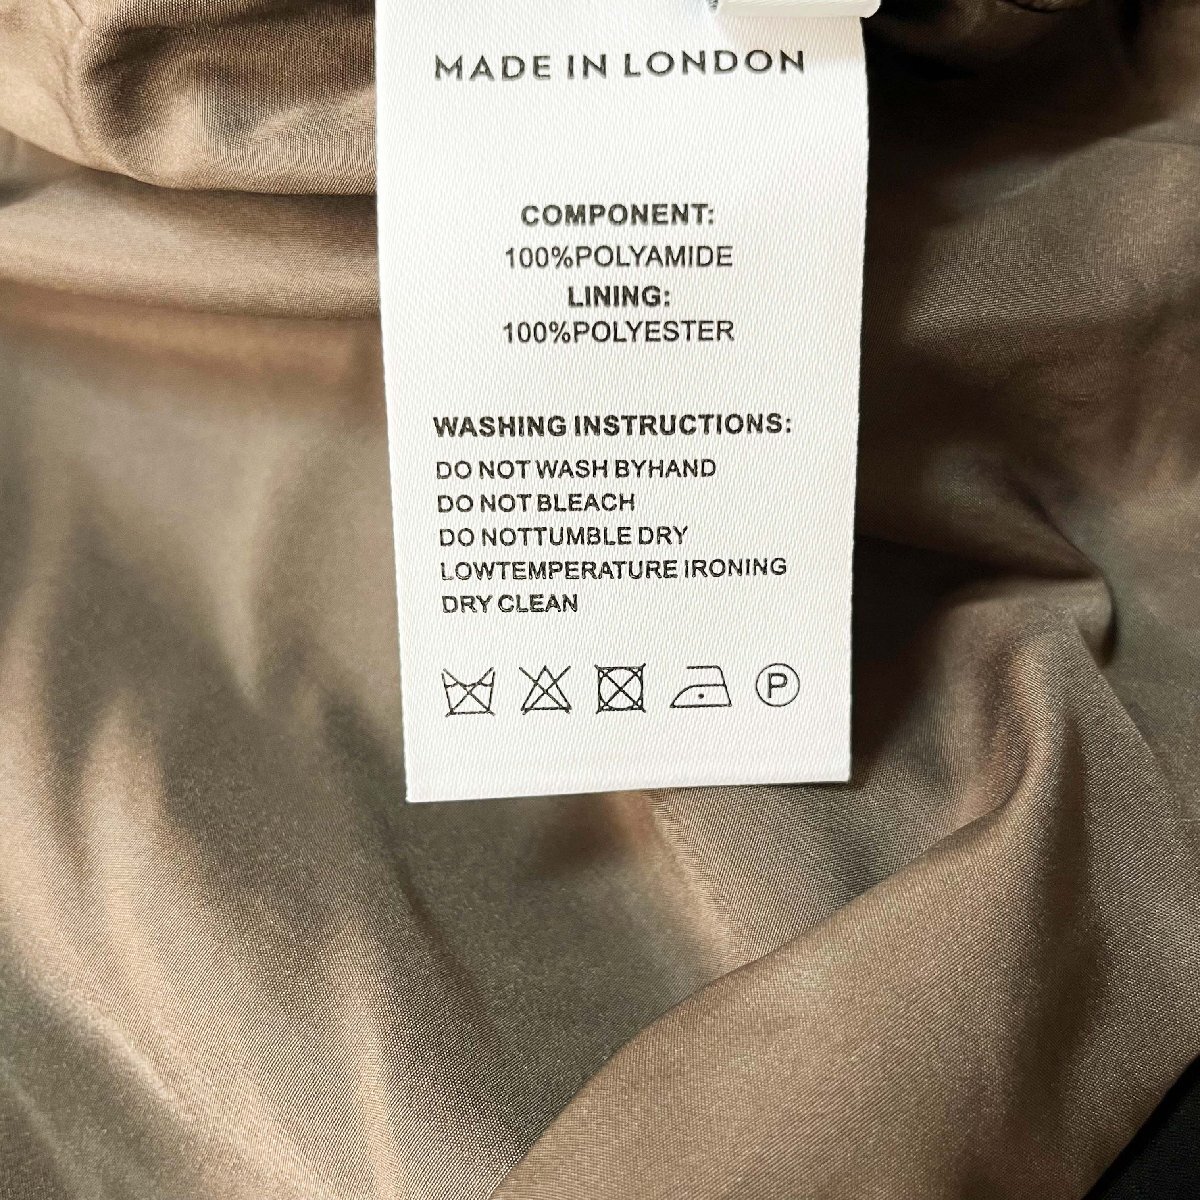 MADE IN LONDON
COMPONENT:
100%POLYAMIDE
LINING:
100%POLYESTER
WASHING INSTRUCTIONS:
DO NOT WASH BYHAND
DO NOT BLEACH
DO NOTTUMBLE DRY
LOWTEMPERATURE IRONING
DRY CLEAN
P